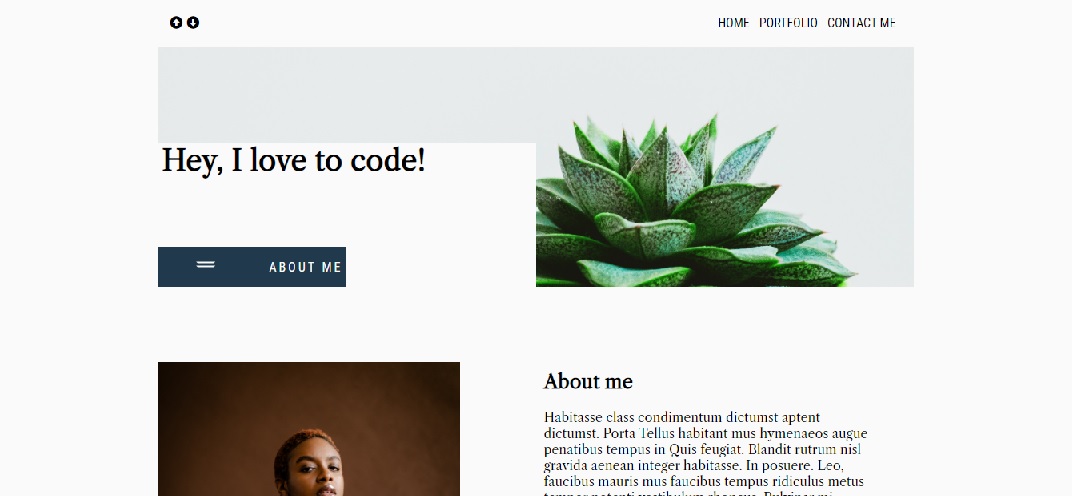 HOME PORTFOLIO CONTACT ME
Hey, I love to code!
ABOUT ME
About me
Habitasse class condimentum dictumst aptent
dictumst. Porta Tellus habitant mus hymenaeos augue
penatibus tempus in Quis feugiat. Blandit rutrum nisl
gravida aenean integer habitasse. In posuere. Leo,
faucibus mauris mus faucibus tempus ridiculus metus